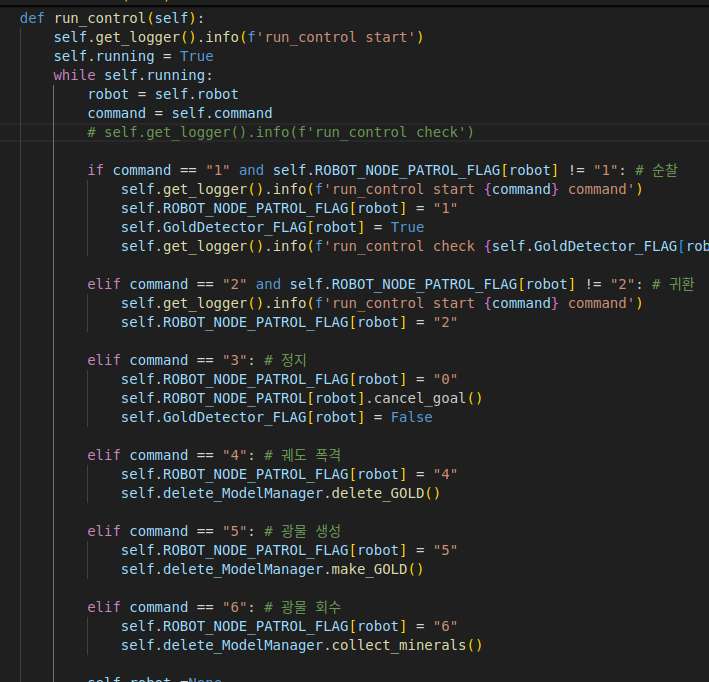 def run_control(self):
self.get_logger().info(f'run_control start')
self.running = True
while self.running:
robot = self.robot
command = self.command
# self.get_logger().info(f'run_control check')
if command == "1" and self.ROBOT_NODE_PATROL_FLAG[robot] != "1": # 순찰
self.get_logger().info(f'run_control start {command} command')
self.ROBOT_NODE_PATROL_FLAG[robot] = "1"
self.GoldDetector_FLAG[robot] = True
self.get_logger().info(f'run_control check {self.GoldDetector_FLAG[rob
elif command == "2" and self.ROBOT_NODE_PATROL_FLAG[robot] != "2": # 귀환
self.get_logger().info(f'run_control start {command} command')
self.ROBOT_NODE_PATROL_FLAG[robot] = "2"
elif command == "3": # 정지
self.ROBOT_NODE_PATROL_FLAG[robot] = "0"
self.ROBOT_NODE_PATROL[robot].cancel_goal()
self.GoldDetector_FLAG[robot] = False
elif command == "4": # 궤도 폭격
self.ROBOT_NODE_PATROL_FLAG[robot] = "4"
self.delete_ModelManager.delete_GOLD()
elif command == "5": # 광물 생성
self.ROBOT_NODE_PATROL_FLAG[robot] = "5"
self.delete_ModelManager.make_GOLD()
elif command == "6": # 광물 회수
self.ROBOT_NODE_PATROL_FLAG[robot] = "6"
self.delete_ModelManager.collect_minerals()
self.robot =None